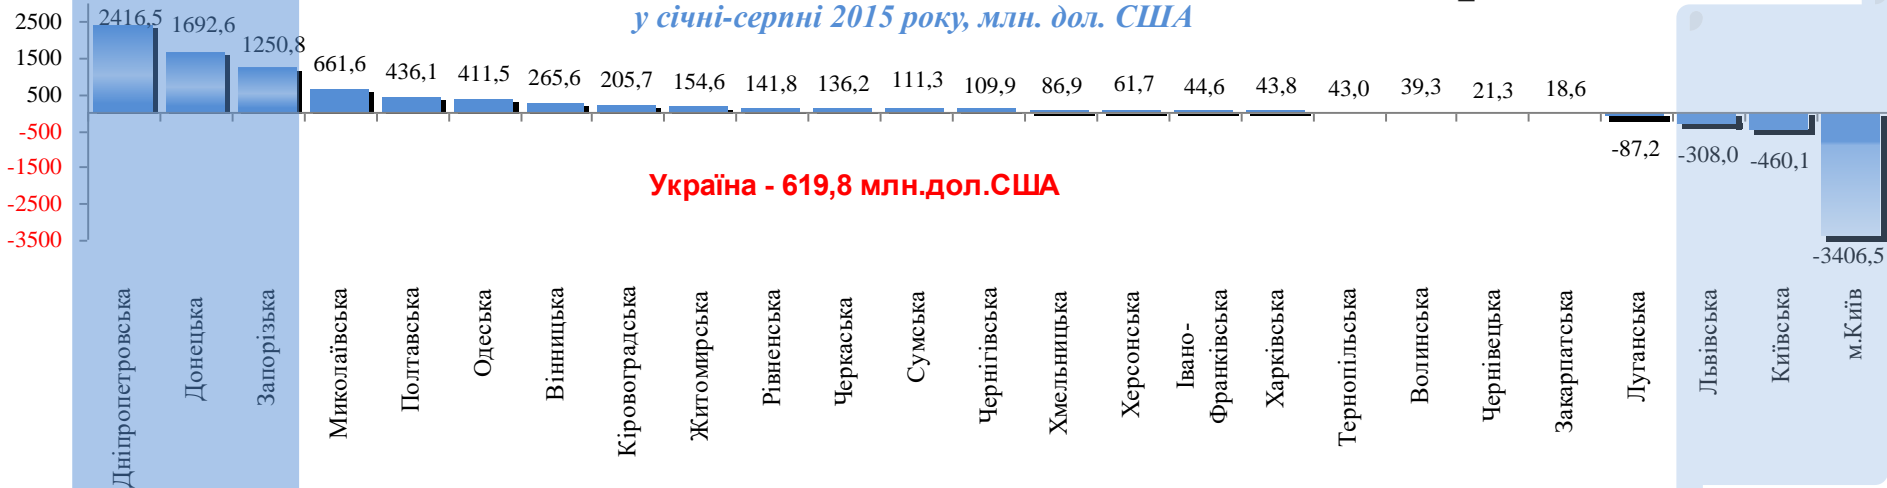 у січні-серпні 2015 року, млн. дол. США
2500
1500
500
-500
-1500
-2500
-3500
2416,5
1692,6
1250,8
661,6
436,1
411,5
265,6
205,7
154,6
141,8
136,2
111,3
109,9
86,9
61,7
44,6
43,8
43,0
39,3
21,3
18,6
-87,2
-308,0
-460,1
-3406,5
Україна - 619,8 млн.дол.США
Дніпропетровська
Донецька
Запорізька
Миколаївська
Полтавська
Одеська
Вінницька
Кіровоградська
Житомирська
Рівненська
Черкаська
Сумська
Чернігівська
Хмельницька
Херсонська
Івано-
Франківська
Харківська
Тернопільська
Волинська
Чернівецька
Закарпатська
Луганська
Львівська
Київська
м.Київ